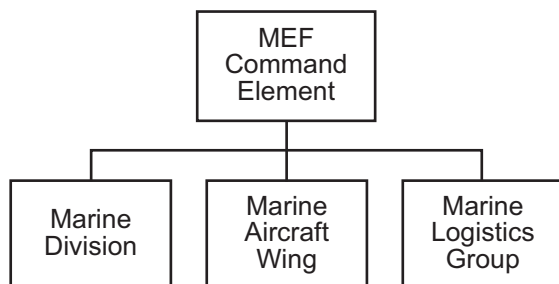 MEF
Command
Element
Marine
Division
Marine
Aircraft
Wing
Marine
Logistics
Group